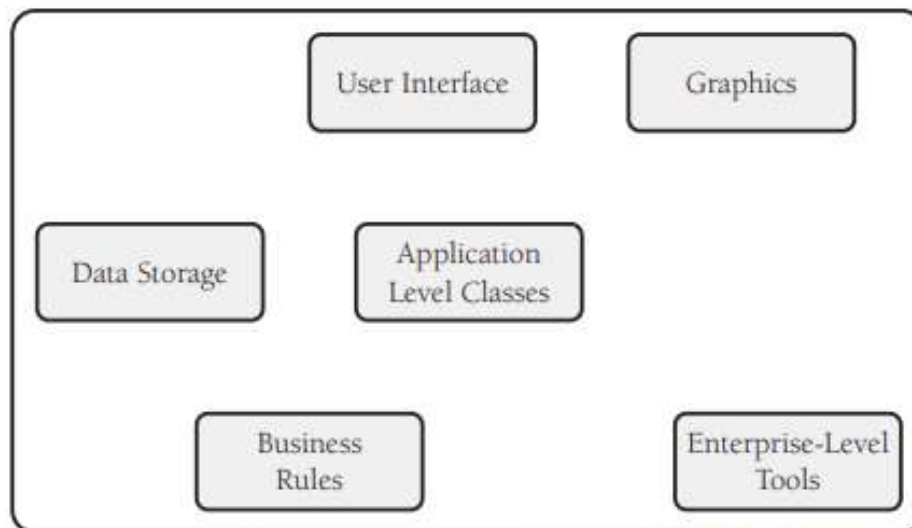 User Interface
Graphics
Data Storage
Application
Level Classes
Business
Rules
Enterprise-Level
Tools